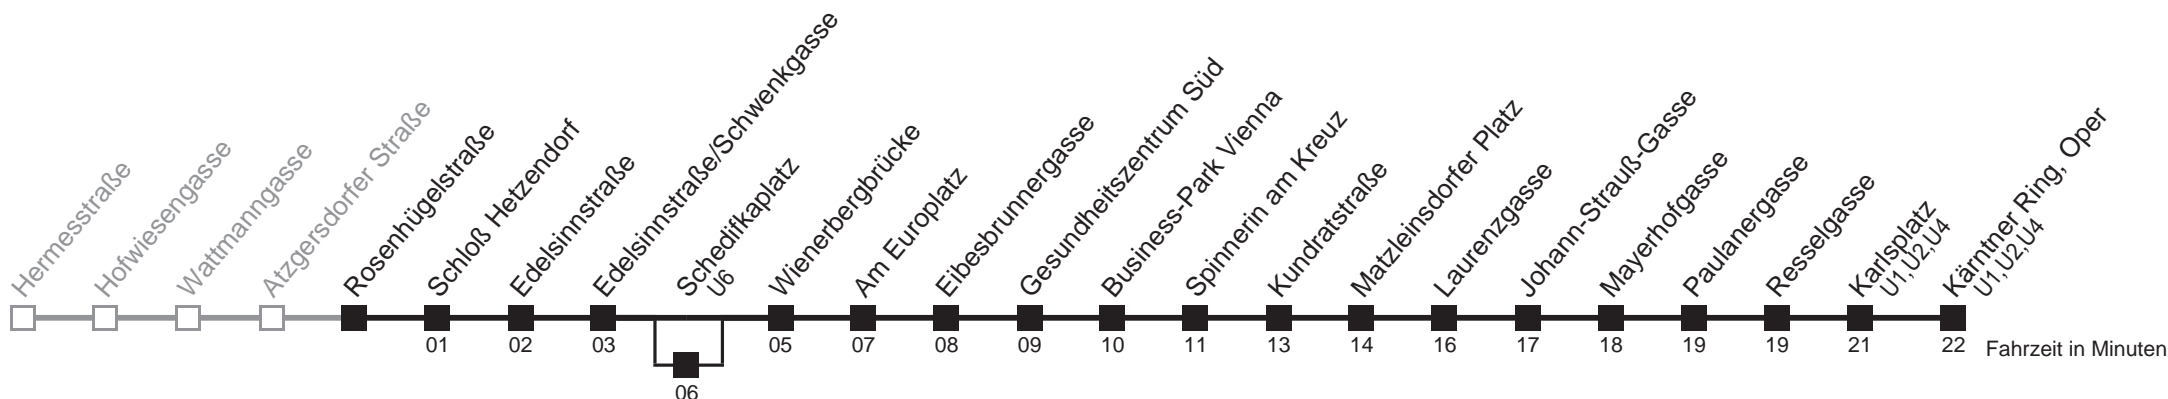 Hermesstraße
Hofwiesengasse
Wattmanngasse
Atzgersdorfer Straße
Rosenhügelstraße
Schloß Hetzendorf
Edelsinnstraße
Edelsinnstraße/Schwenkgasse
Schedifkaplatz
U6
Wienerbergbrücke
Am Europlatz
Eibesbrunnergasse
Gesundheitszentrum Süd
Business-Park Vienna
Spinnerin am Kreuz
Kundratstraße
Matzleinsdorfer Platz
Laurenzgasse
Johann-Strauß-Gasse
Mayerhofgasse
Paulanergasse
Resselgasse
Karlsplatz
U1,U2,U4
Kärntner Ring, Oper
U1,U2,U4
01 02 03 05 07 08 09 10 11 13 14 16 17 18 19 19 21 22 Fahrzeit in Minuten
06